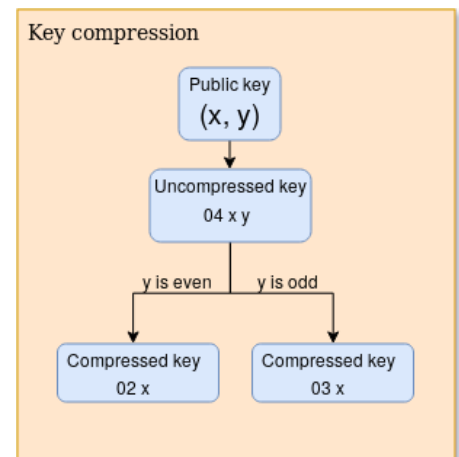 Key compression
Public key
(x, y)
Uncompressed key
04 x y
y is even
y is odd
Compressed key
02 x
Compressed key
03 x